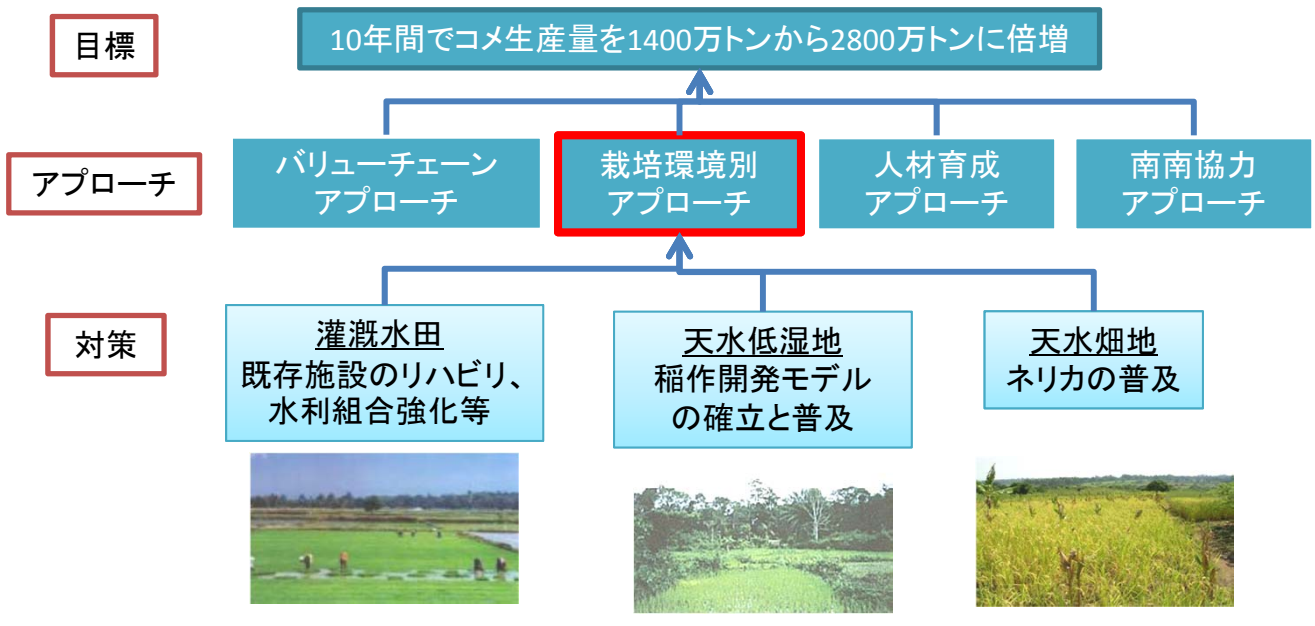 目標
10年間でコメ生産量を1400万トンから2800万トンに倍増
アプローチ
バリューチェーン
アプローチ
栽培環境別
アプローチ
人材育成
アプローチ
南南協力
アプローチ
対策
灌漑水田
既存施設のリハビリ、
水利組合強化等
天水低湿地
稲作開発モデル
の確立と普及
天水畑地
ネリカの普及